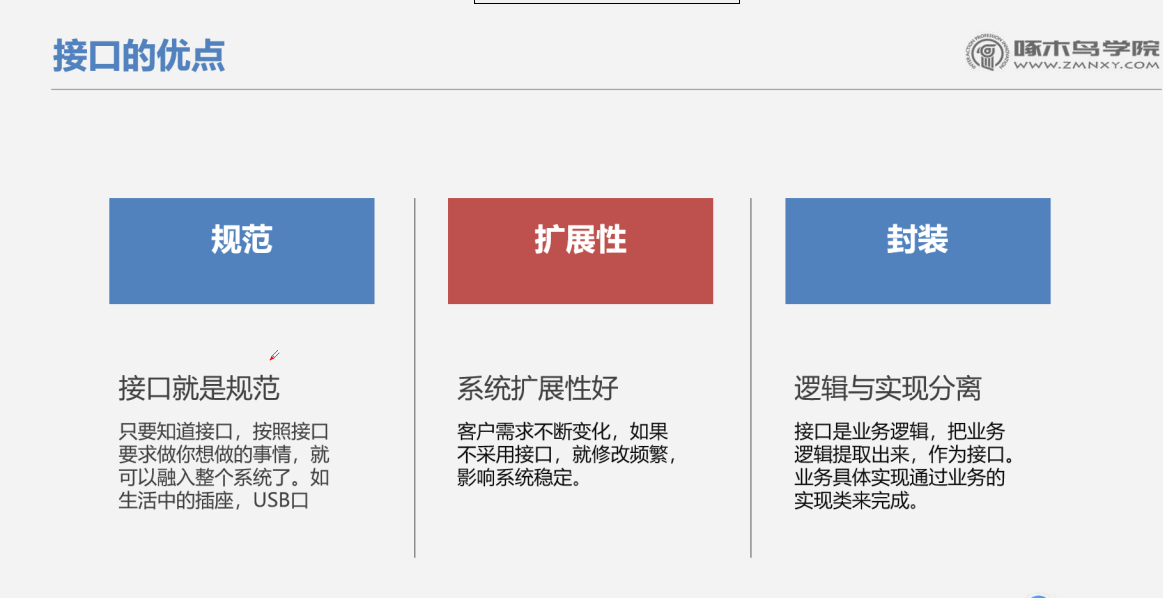 接口的优点
啄木鸟学院
WWW.ZMNXY.COM
规范
接口就是规范
只要知道接口，按照接口
要求做你想做的事情，就
可以融入整个系统了。如
生活中的插座，USB口
扩展性
系统扩展性好
客户需求不断变化，如果
不采用接口，就修改频繁，
影响系统稳定。
封装
逻辑与实现分离
接口是业务逻辑，把业务
逻辑提取出来，作为接口。
业务具体实现通过业务的
实现类来完成。